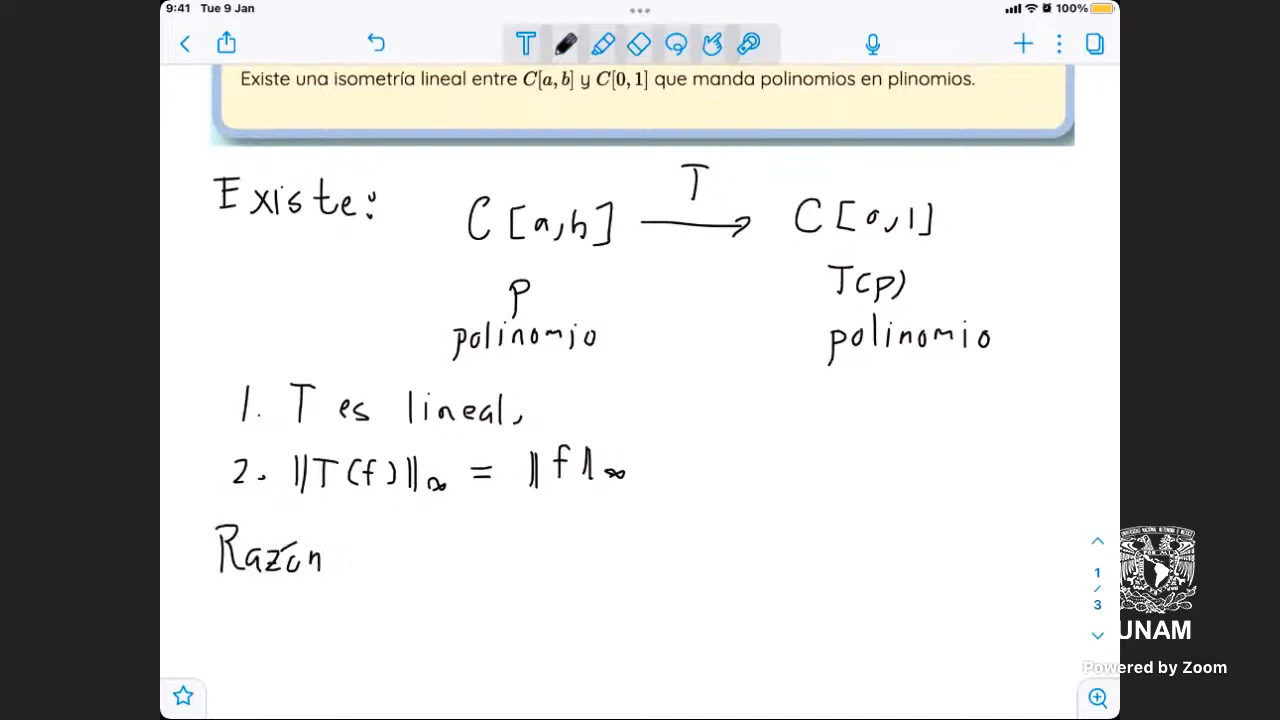 9:41 Tue 9 Jan
100%
Existe una isometría lineal entre C[a, b] y C[0, 1] que manda polinomios en plinomios.
Existe:
C[a,b] T→ C[0,1]
p T(p)
polinomio polinomio
1. T es lineal,
2. ‖T(f)‖∞ = ‖f‖∞
Razón
1
/
3
UNAM
Powered by Zoom